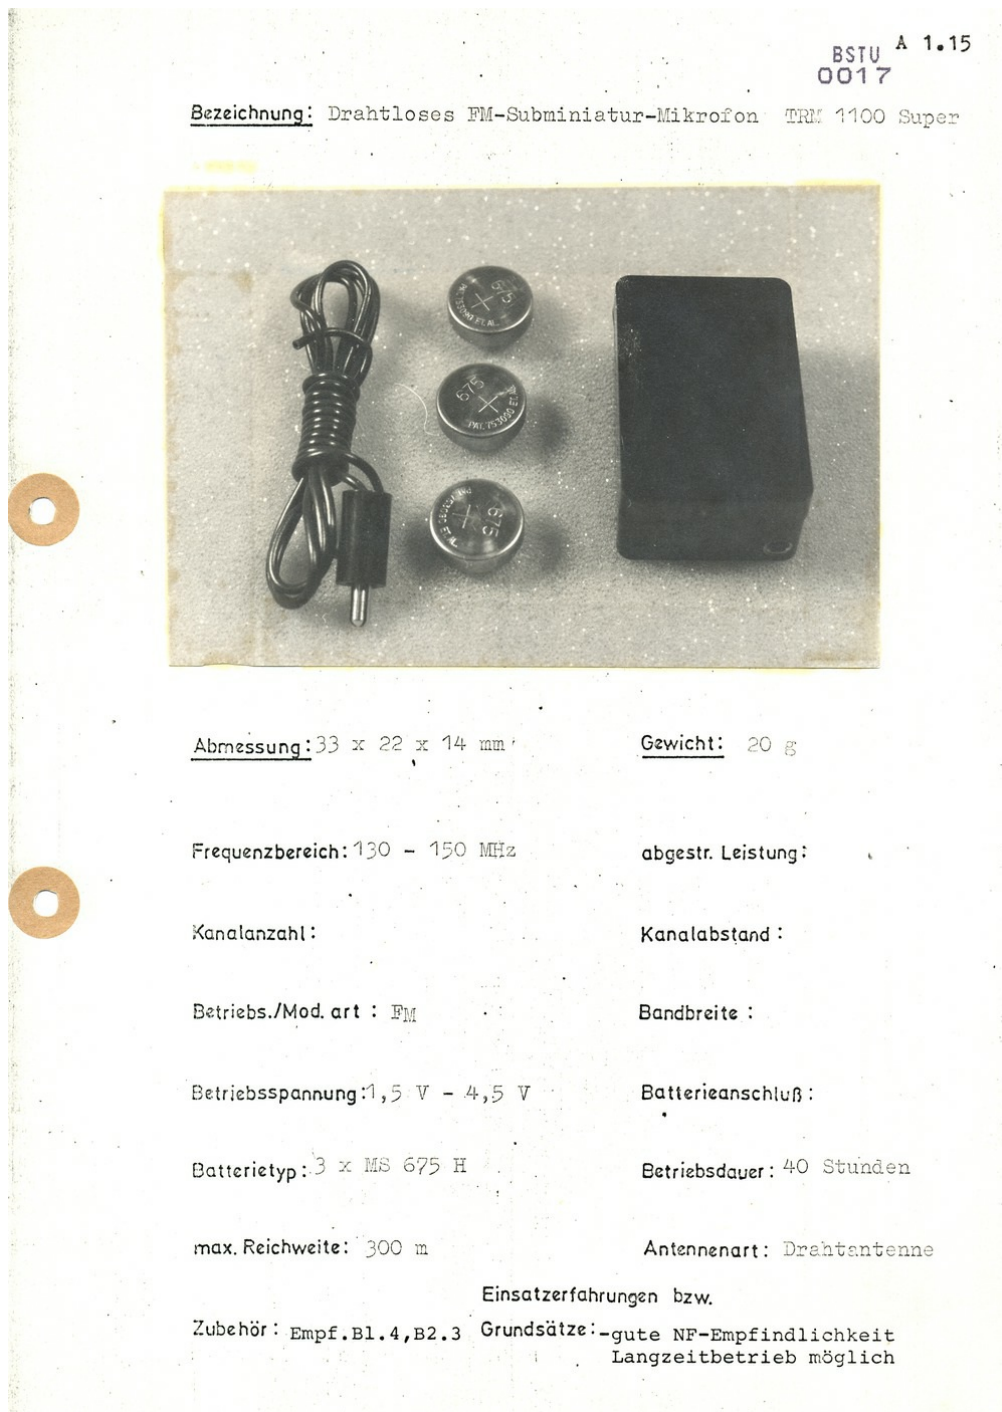 A 1.15
BSTU
0017
Bezeichnung: Drahtloses FM-Subminiatur-Mikrofon TRM 1100 Super
675
675
675
Abmessung: 33 x 22 x 14 mm
Gewicht: 20 g
Frequenzbereich: 130 - 150 MHz
abgestr. Leistung:
Kanalanzahl:
Kanalabstand :
Betriebs./Mod. art : FM
Bandbreite :
Betriebsspannung: 1,5 V - 4,5 V
Batterieanschluß:
Batterietyp: 3 x MS 675 H
Betriebsdauer: 40 Stunden
max. Reichweite: 300 m
Antennenart: Drahtantenne
Zubehör: Empf.B1.4,B2.3
Einsatzerfahrungen bzw.
Grundsätze: -gute NF-Empfindlichkeit
Langzeitbetrieb möglich